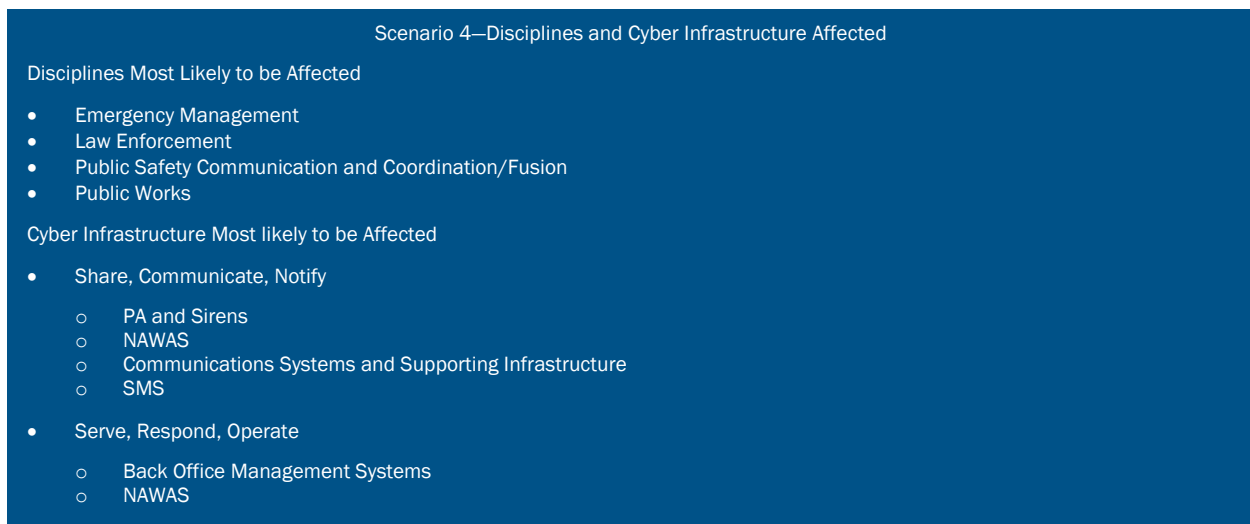 Scenario 4—Disciplines and Cyber Infrastructure Affected
Disciplines Most Likely to be Affected
• Emergency Management
• Law Enforcement
• Public Safety Communication and Coordination/Fusion
• Public Works
Cyber Infrastructure Most likely to be Affected
• Share, Communicate, Notify
o PA and Sirens
o NAWAS
o Communications Systems and Supporting Infrastructure
o SMS
• Serve, Respond, Operate
o Back Office Management Systems
o NAWAS